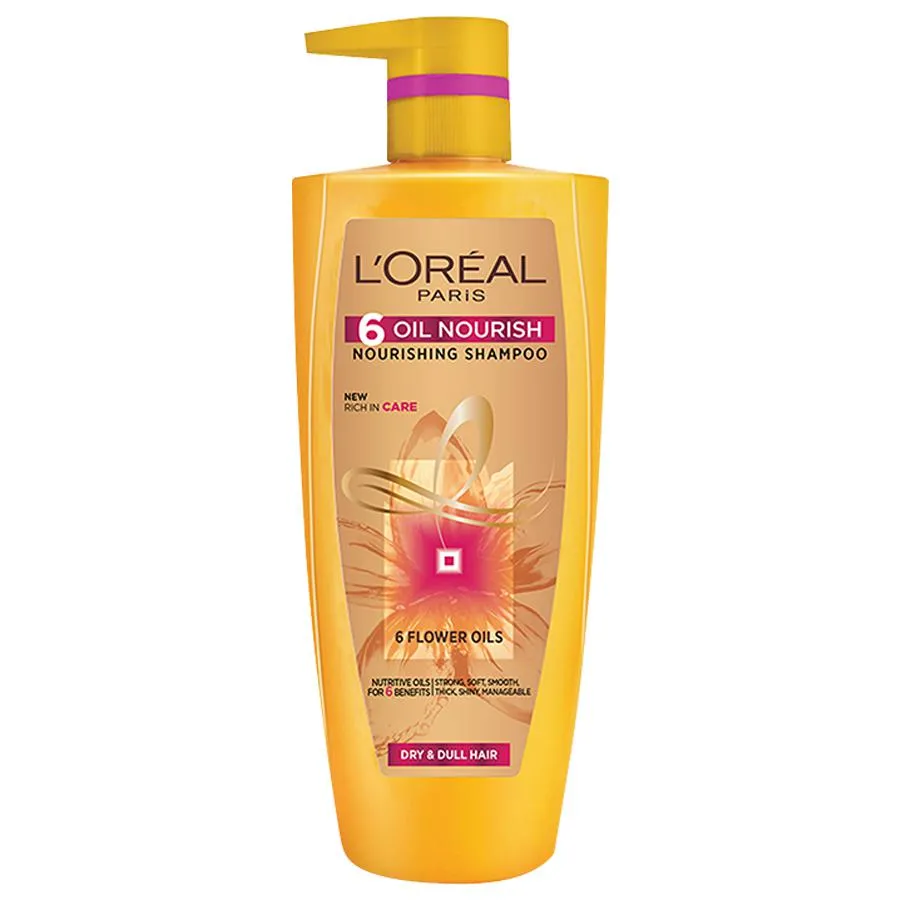 L'ORÉAL
PARIS
6 OIL NOURISH
NOURISHING SHAMPOO
NEW
RICH IN CARE
6 FLOWER OILS
NUTRITIVE OILS
FOR 6 BENEFITS
STRONG, SOFT, SMOOTH,
THICK, SHINY, MANAGEABLE
DRY & DULL HAIR